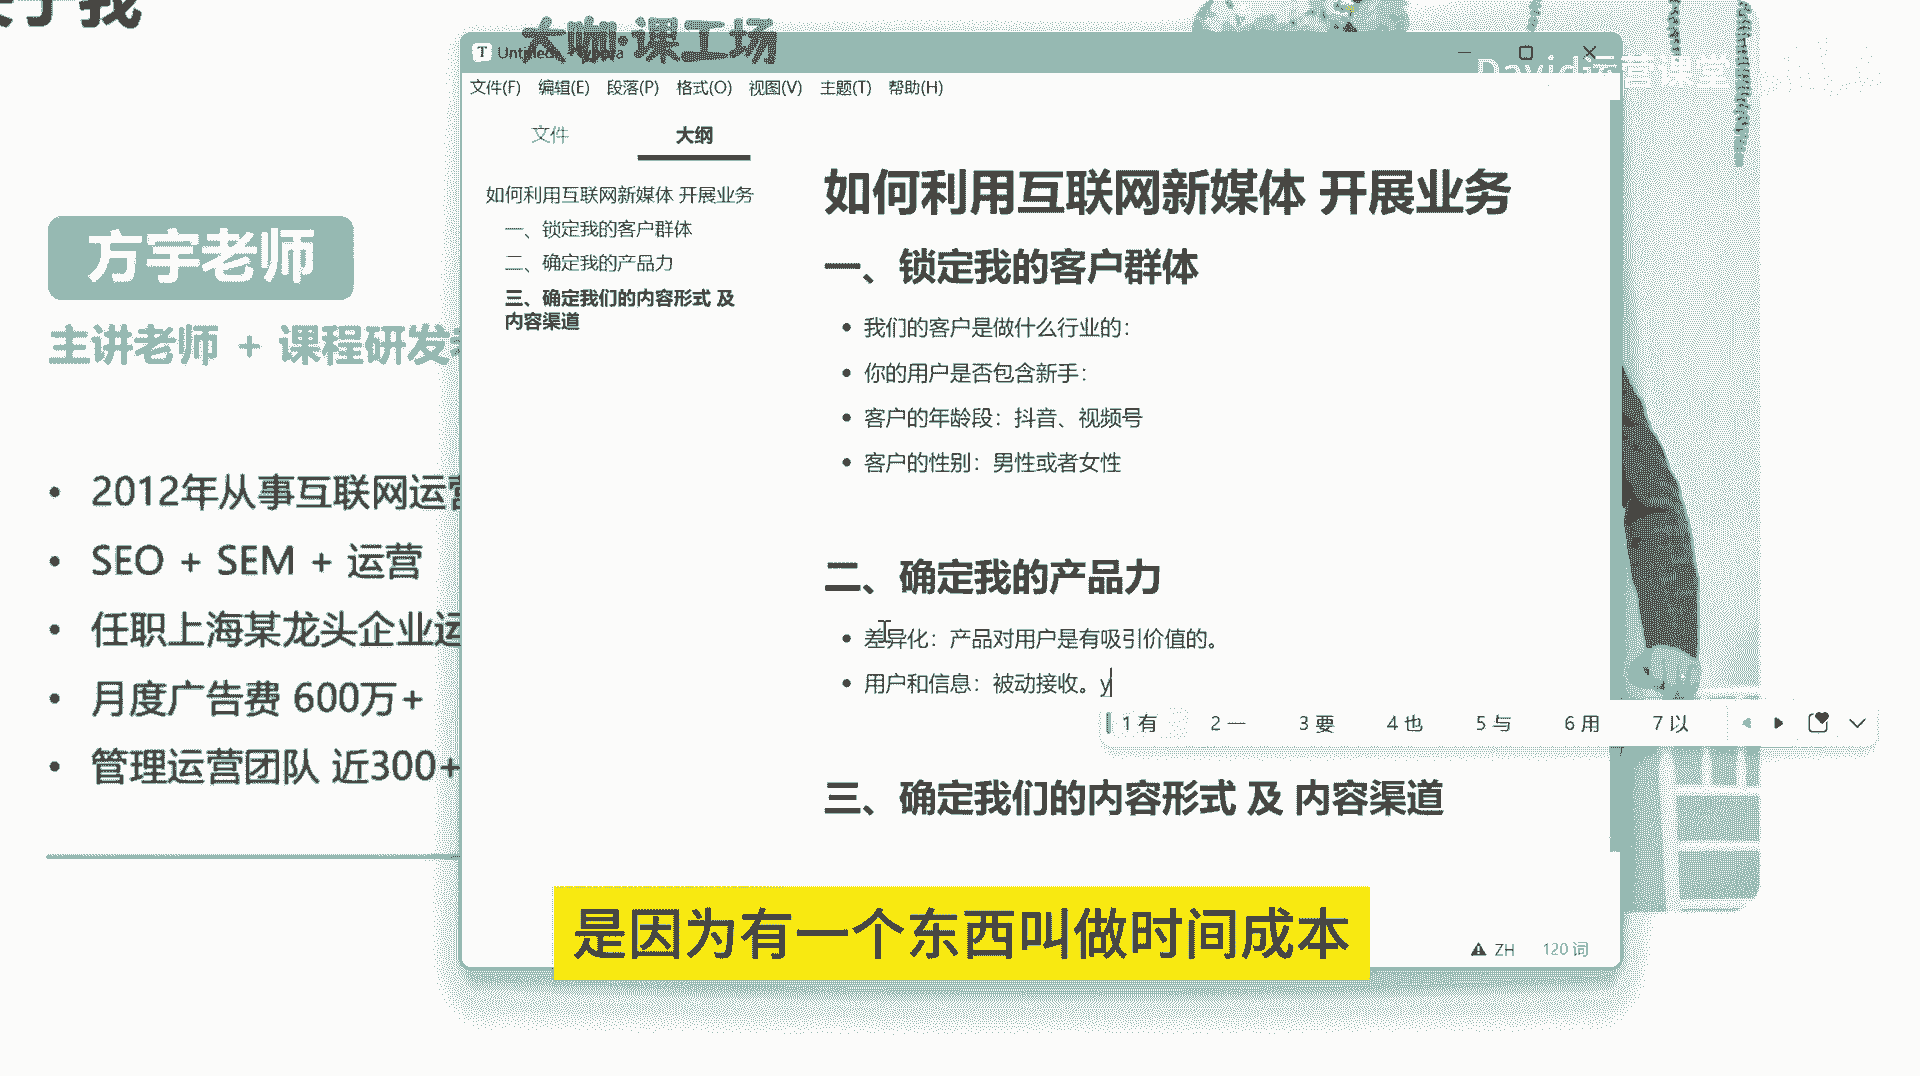 于我
大咖·课工场
David运营课堂
文件(F) 编辑(E) 段落(P) 格式(O) 视图(V) 主题(T) 帮助(H)
文件 大纲
如何利用互联网新媒体 开展业务
一、锁定我的客户群体
二、确定我的产品力
三、确定我们的内容形式 及
内容渠道
方宇老师
主讲老师 + 课程研发
• 2012年从事互联网运营
• SEO + SEM + 运营
• 任职上海某龙头企业运
• 月度广告费 600万+
• 管理运营团队 近300+
如何利用互联网新媒体 开展业务
一、锁定我的客户群体
• 我们的客户是做什么行业的：
• 你的用户是否包含新手：
• 客户的年龄段：抖音、视频号
• 客户的性别：男性或者女性
二、确定我的产品力
• 差异化：产品对用户是有吸引价值的。
• 用户和信息：被动接收。y
1 有 2 一 3 要 4 也 5 与 6 用 7 以
三、确定我们的内容形式 及 内容渠道
是因为有一个东西叫做时间成本
ZH 120 词